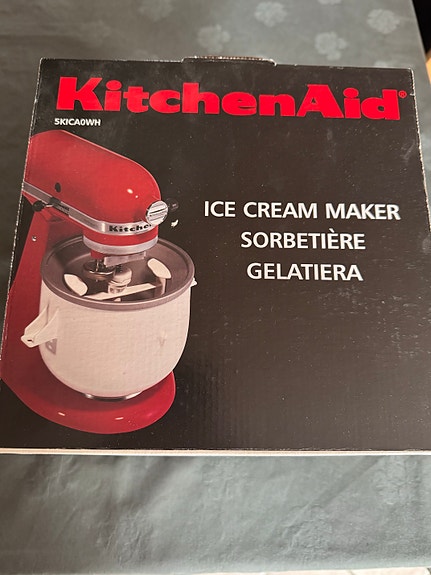 KitchenAid®
5KICA0WH
ICE CREAM MAKER
SORBETIÈRE
GELATIERA